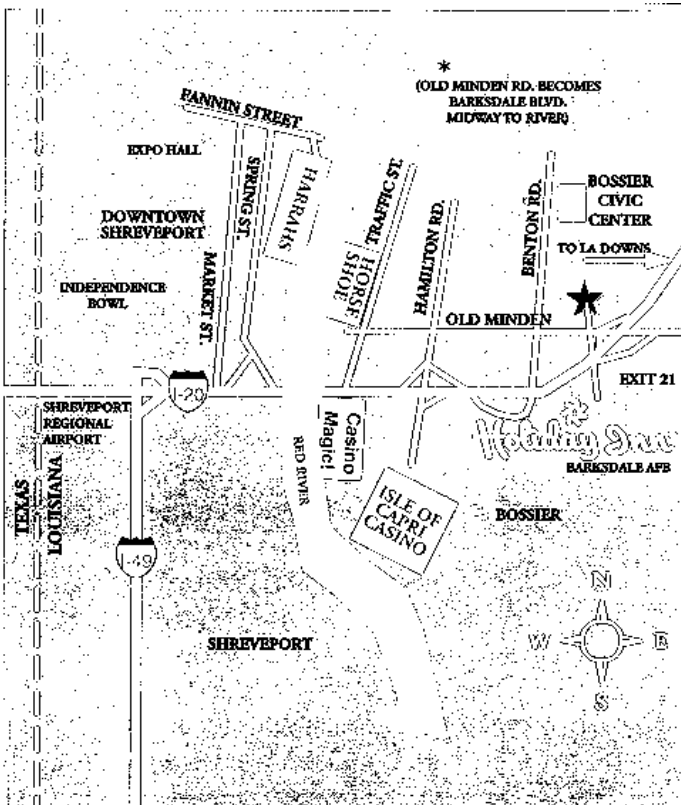 *
(OLD MINDEN RD. BECOMES
BARKSDALE BLVD.
MIDWAY TO RIVER)
FANNIN STREET
EXPO HALL
SPRING ST.
HARRAHS
TRAFFIC ST.
BENTON RD.
BOSSIER
CIVIC
CENTER
DOWNTOWN
SHREVEPORT
HAMILTON RD.
TO LA DOWNS
MARKET ST.
HORSE
SHOE
INDEPENDENCE
BOWL
OLD MINDEN
I-20
EXIT 21
SHREVEPORT
REGIONAL
AIRPORT
Casino
Magic!
Holiday Inn
RED RIVER
BARKSDALE AFB
TEXAS
LOUISIANA
ISLE OF
CAPRI
CASINO
BOSSIER
I-49
N
SHREVEPORT
W E
S